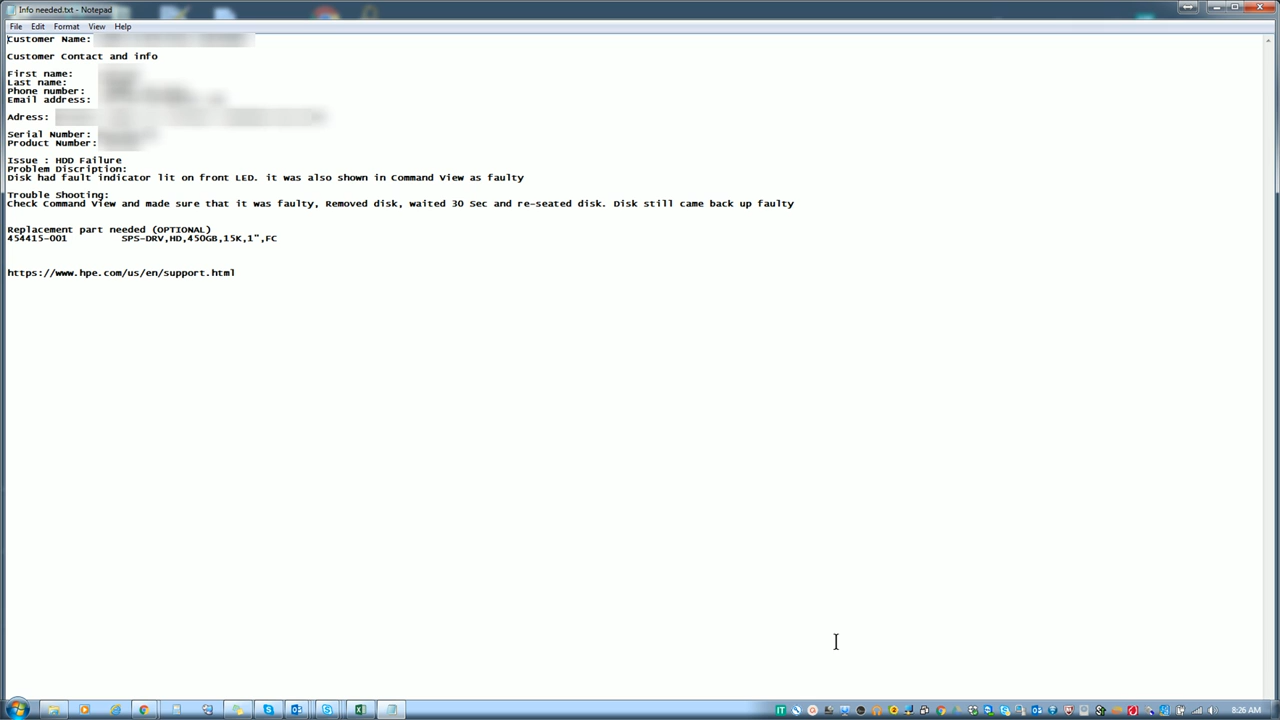 Info needed.txt - Notepad
File Edit Format View Help
Customer Name:
Customer Contact and info
First name:
Last name:
Phone number:
Email address:
Adress:
Serial Number:
Product Number:
Issue : HDD Failure
Problem Discription:
Disk had fault indicator lit on front LED. it was also shown in Command View as faulty
Trouble Shooting:
Check Command View and made sure that it was faulty, Removed disk, waited 30 Sec and re-seated disk. Disk still came back up faulty
Replacement part needed (OPTIONAL)
454415-001 SPS-DRV,HD,450GB,15K,1",FC
https://www.hpe.com/us/en/support.html
IT
8:26 AM